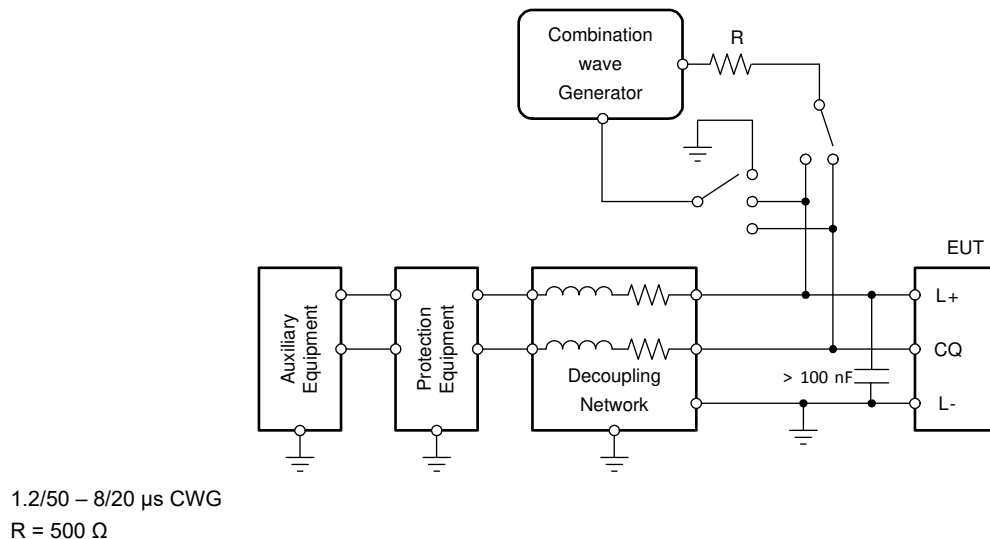 Combination
wave
Generator
R
EUT
Auxiliary
Equipment
Protection
Equipment
Decoupling
Network
> 100 nF
L+
CQ
L-
1.2/50 – 8/20 μs CWG
R = 500 Ω